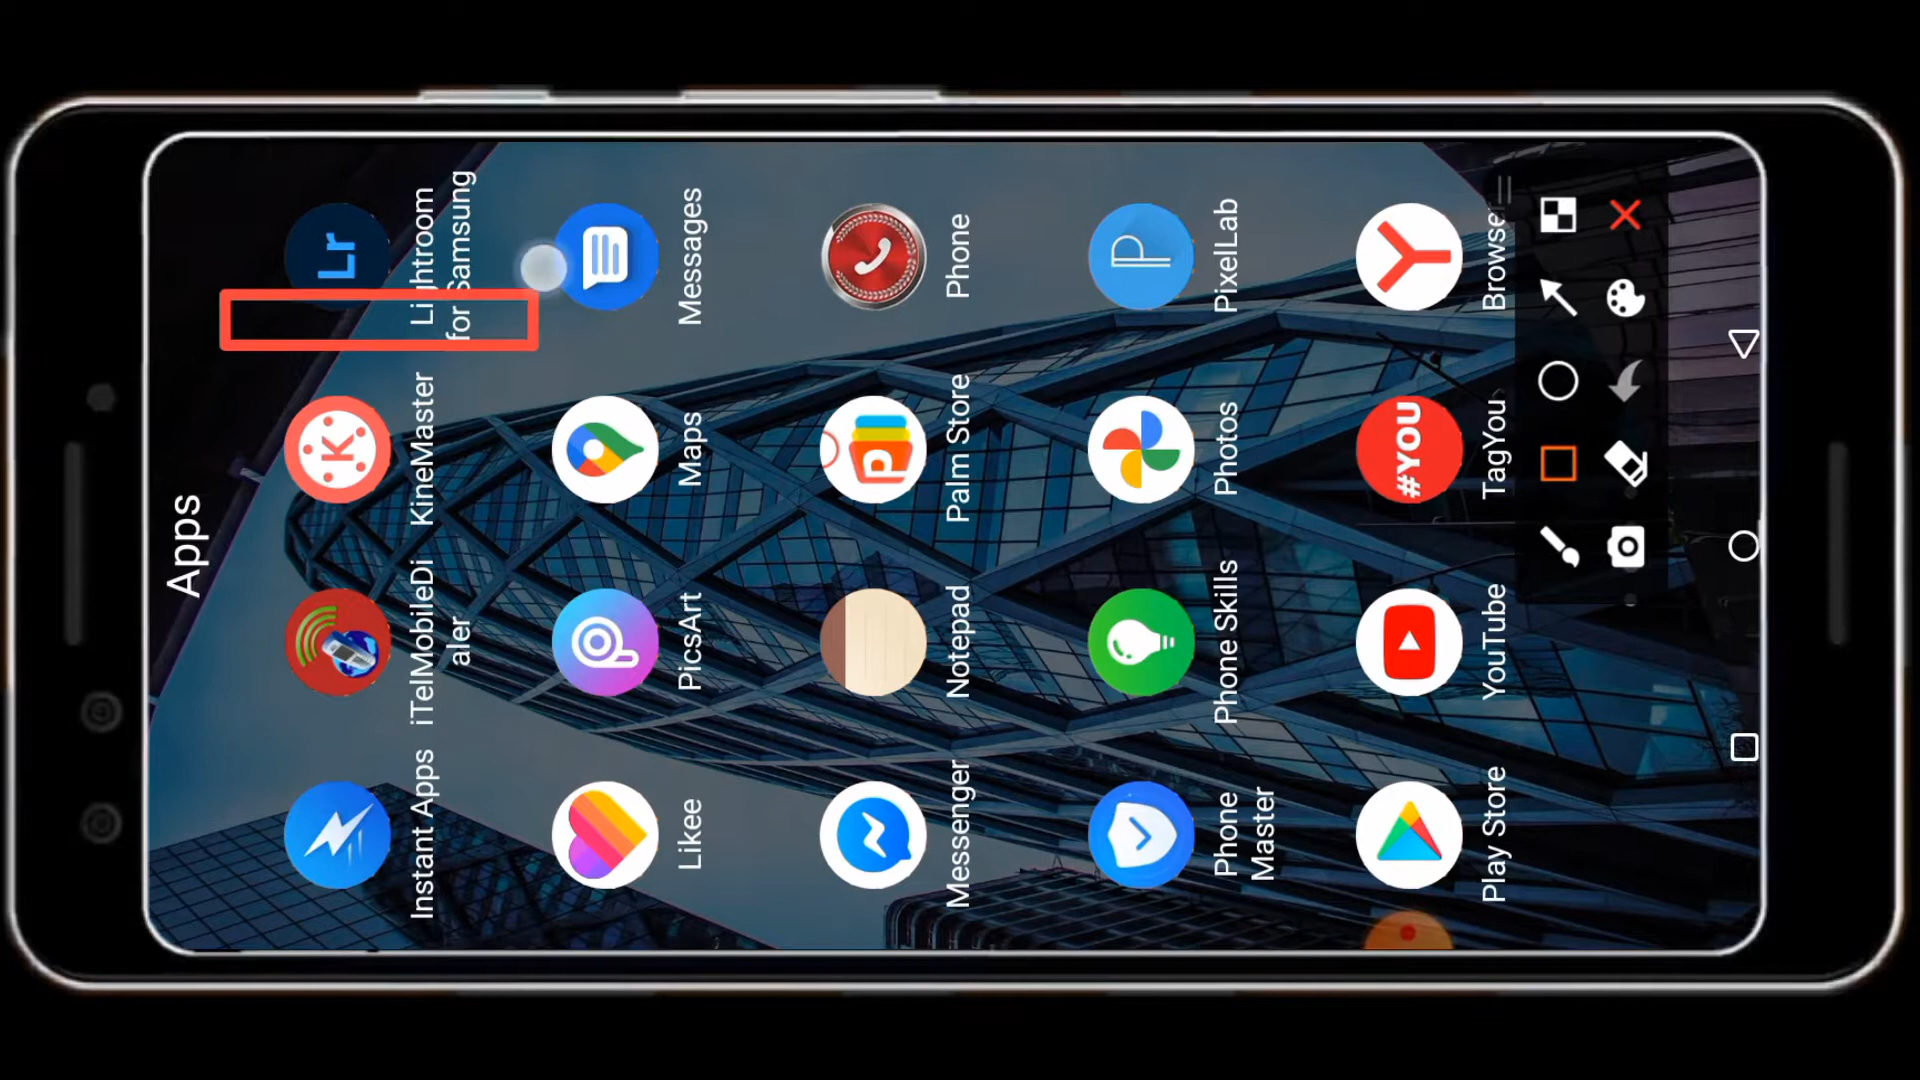 Apps
Instant Apps
iTelMobileDi
aler
KineMaster
Lr
Lightroom
for Samsung
Likee
PicsArt
Maps
Messages
Messenger
Notepad
Palm Store
Phone
Phone
Master
Phone Skills
Photos
P
PixelLab
Play Store
YouTube
#YOU
TagYou
Y
Browser